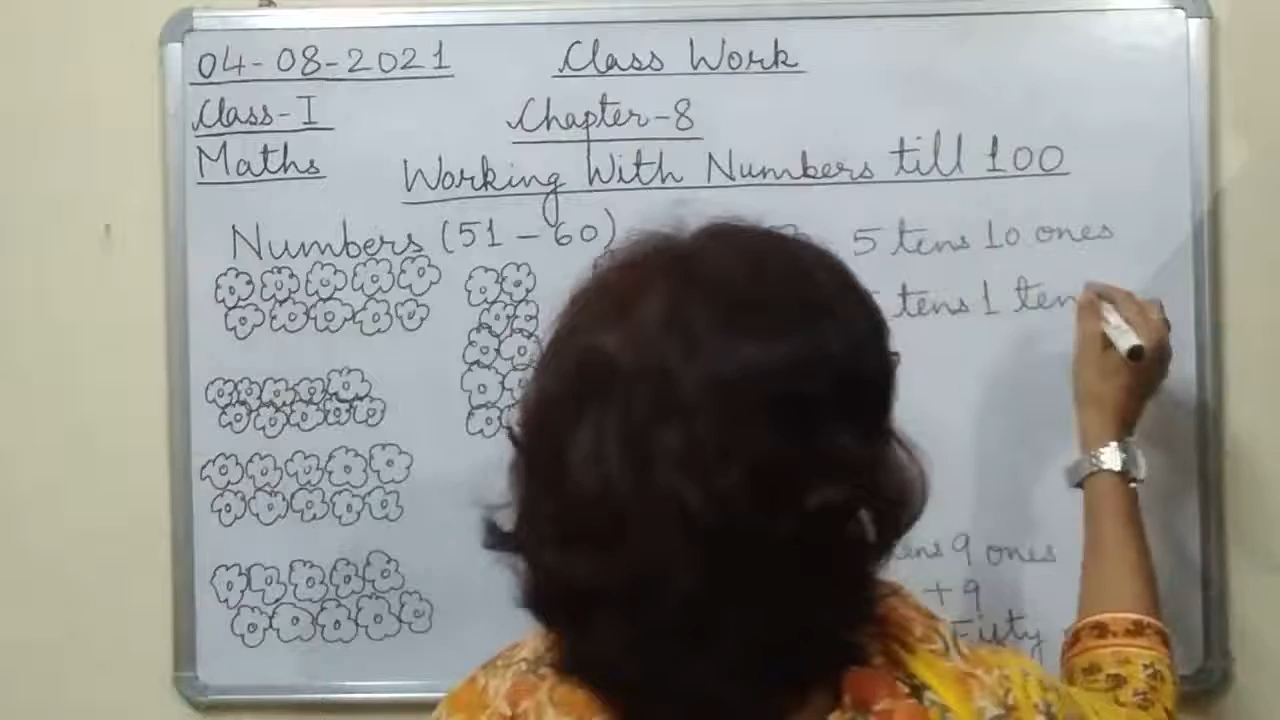 04-08-2021 Class Work
Class-I Chapter-8
Maths Working With Numbers till 100
Numbers (51-60) 5 tens 10 ones
tens 1 ten
9 ones
+9
Fifty